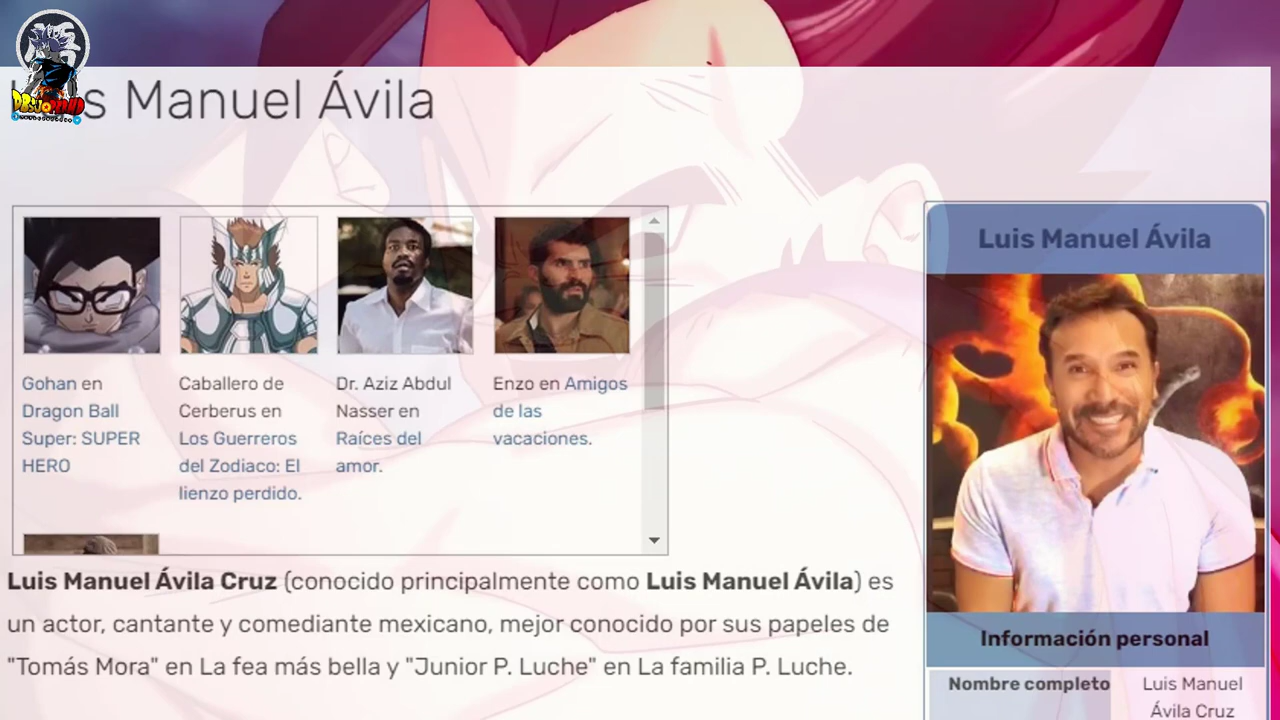 Manuel Ávila
Gohan en
Dragon Ball
Super: SUPER
HERO
Caballero de
Cerberus en
Los Guerreros
del Zodiaco: El
lienzo perdido.
Dr. Aziz Abdul
Nasser en
Raíces del
amor.
Enzo en Amigos
de las
vacaciones.
Luis Manuel Ávila Cruz (conocido principalmente como Luis Manuel Ávila) es
un actor, cantante y comediante mexicano, mejor conocido por sus papeles de
"Tomás Mora" en La fea más bella y "Junior P. Luche" en La familia P. Luche.
Luis Manuel Ávila
Información personal
Nombre completo
Luis Manuel
Ávila Cruz